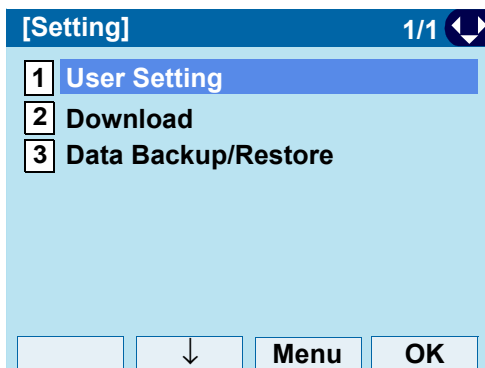 [Setting] 1/1
1 User Setting
2 Download
3 Data Backup/Restore
↓ Menu OK